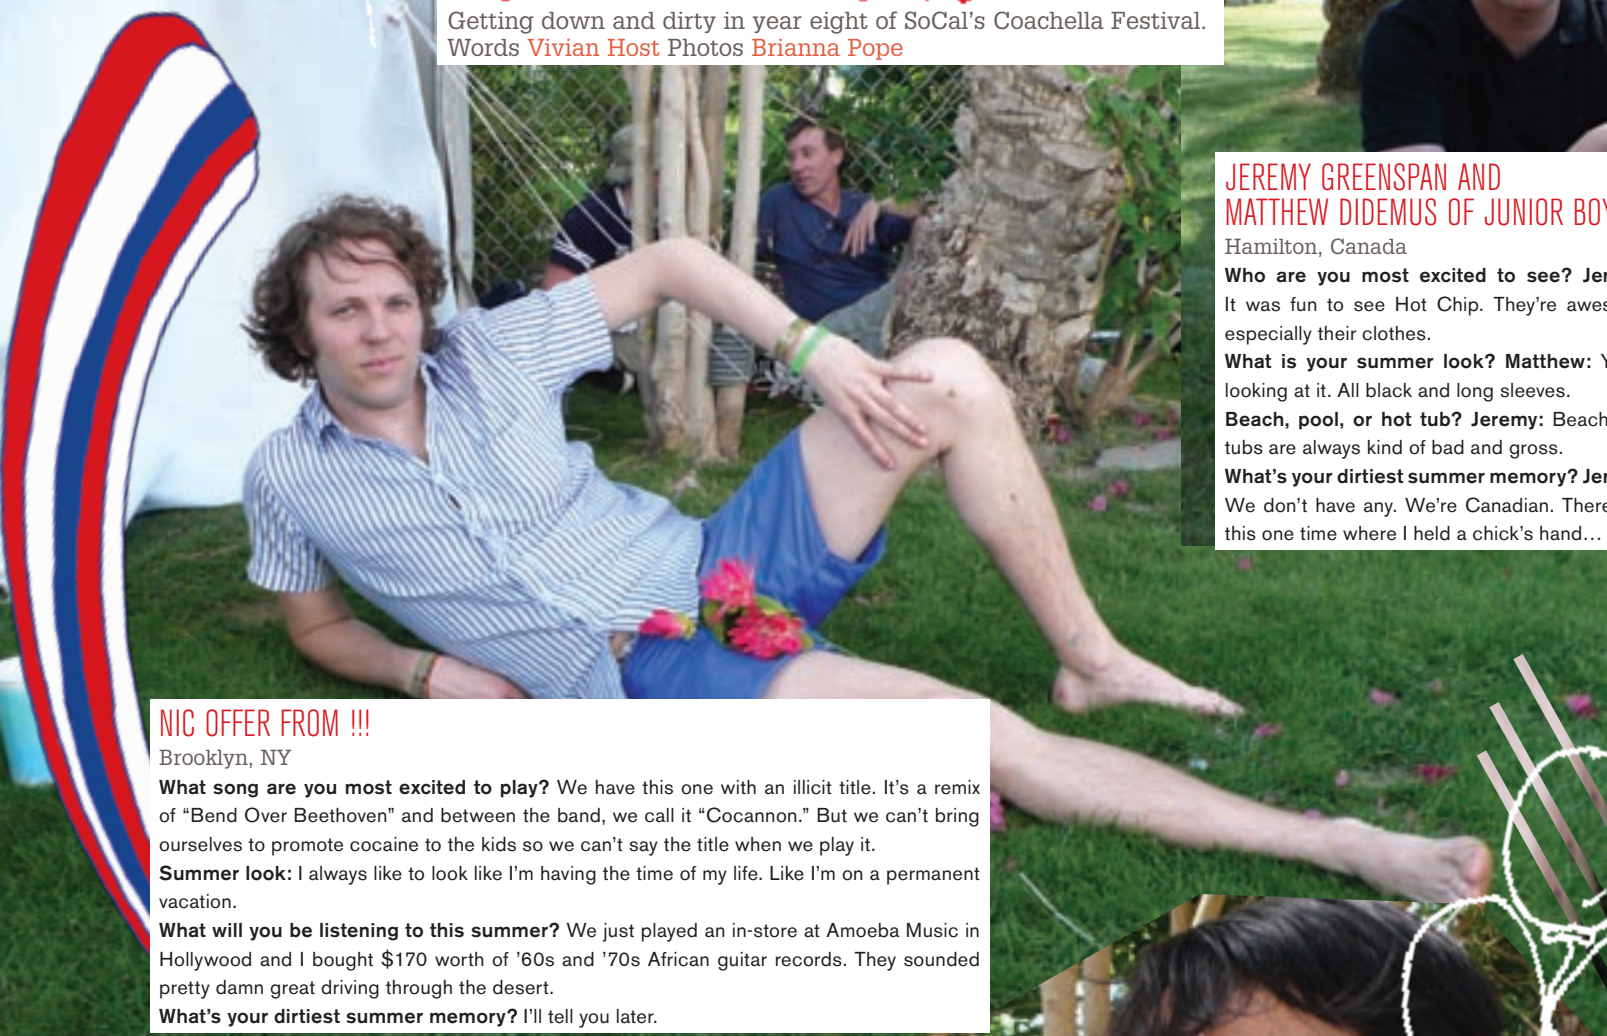 Getting down and dirty in year eight of SoCal's Coachella Festival.
Words Vivian Host Photos Brianna Pope
JEREMY GREENSPAN AND
MATTHEW DIDEMUS OF JUNIOR
Hamilton, Canada
Who are you most excited to see?
It was fun to see Hot Chip. They're
especially their clothes.
What is your summer look? Matthew:
looking at it. All black and long sleeves.
Beach, pool, or hot tub? Jeremy: Beach
tubs are always kind of bad and gross.
What's your dirtiest summer memory?
We don't have any. We're Canadian. There
this one time where I held a chick's hand…
NIC OFFER FROM !!!
Brooklyn, NY
What song are you most excited to play? We have this one with an illicit title. It's a remix
of “Bend Over Beethoven” and between the band, we call it “Cocannon.” But we can't bring
ourselves to promote cocaine to the kids so we can't say the title when we play it.
Summer look: I always like to look like I'm having the time of my life. Like I'm on a permanent
vacation.
What will you be listening to this summer? We just played an in-store at Amoeba Music in
Hollywood and I bought $170 worth of ’60s and ’70s African guitar records. They sounded
pretty damn great driving through the desert.
What's your dirtiest summer memory? I'll tell you later.